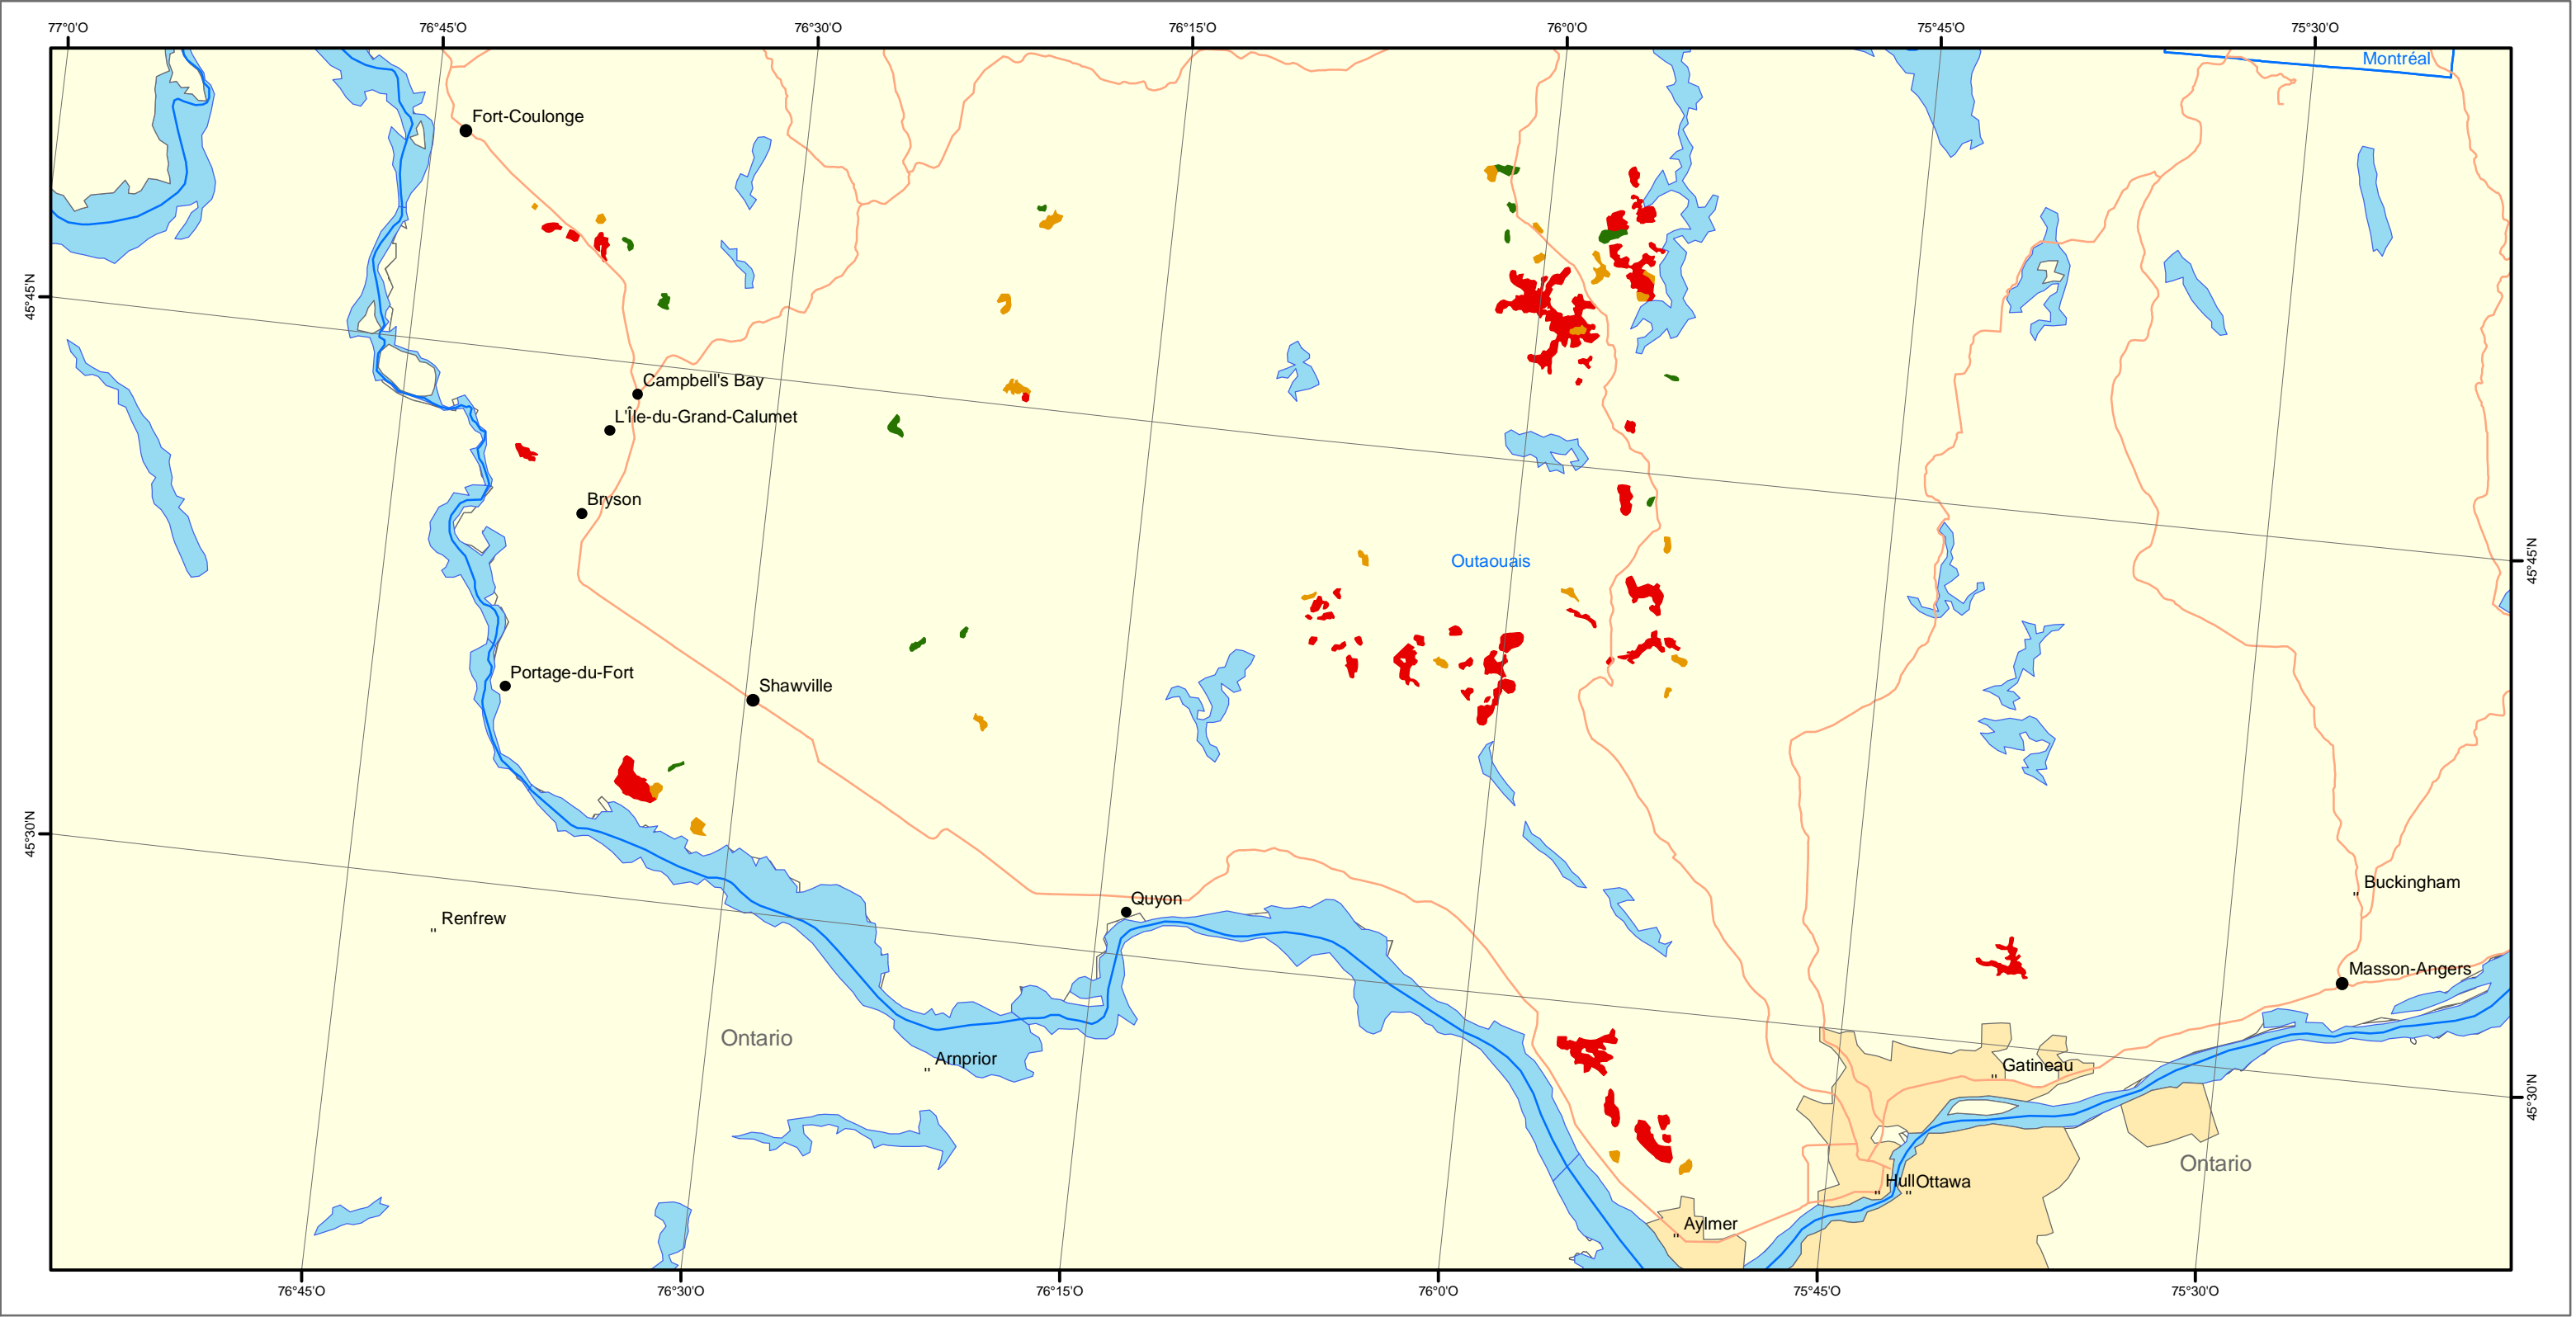 77°0'O 76°45'O 76°30'O 76°15'O 76°0'O 75°45'O 75°30'O
Montréal
Fort-Coulonge
45°45'N
Campbell's Bay
L'Île-du-Grand-Calumet
Bryson
Outaouais
45°45'N
Portage-du-Fort
Shawville
45°30'N
Buckingham
Quyon
Renfrew
Masson-Angers
Ontario
Arnprior
Gatineau
45°30'N
Ontario
Hull Ottawa
Aylmer
76°45'O 76°30'O 76°15'O 76°0'O 75°45'O 75°30'O